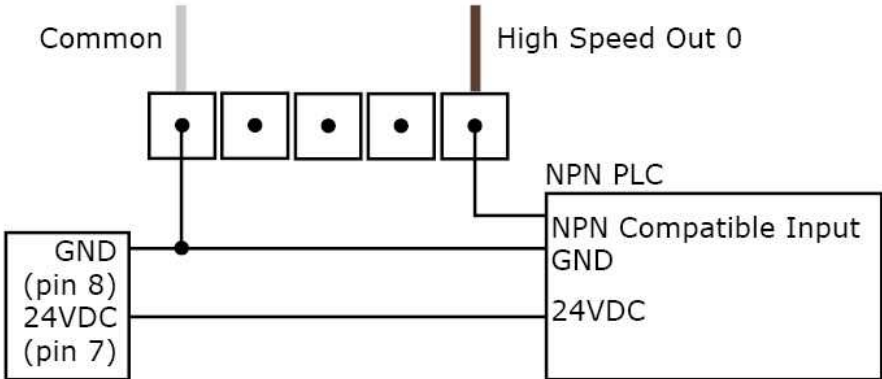 Common
High Speed Out 0
NPN PLC
NPN Compatible Input
GND
24VDC
GND
(pin 8)
24VDC
(pin 7)